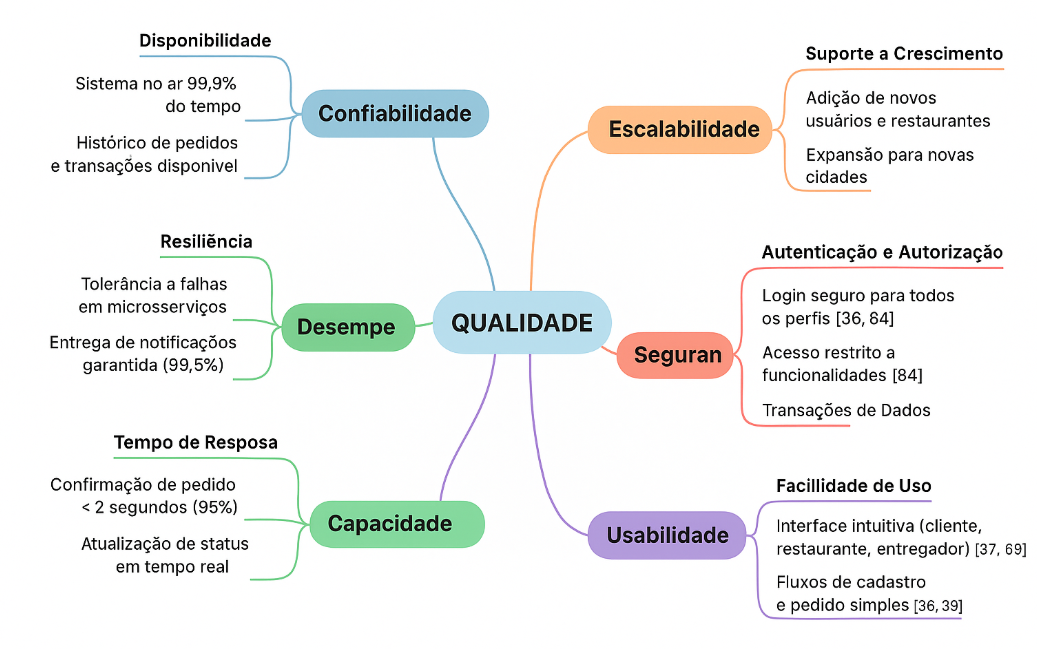 Disponibilidade
Sistema no ar 99,9%
do tempo
Histórico de pedidos
e transações disponivel
Confiabilidade
Resiliência
Tolerância a falhas
em microsserviços
Entrega de notificaçõos
garantida (99,5%)
Desempe
Tempo de Resposa
Confirmação de pedido
< 2 segundos (95%)
Atualização de status
em tempo real
Capacidade
QUALIDADE
Escalabilidade
Suporte a Crescimento
Adição de novos
usuários e restaurantes
Expansão para novas
cidades
Seguran
Autenticação e Autorização
Login seguro para todos
os perfis [36, 84]
Acesso restrito a
funcionalidades [84]
Transações de Dados
Usabilidade
Facillidade de Uso
Interface intuitiva (cliente,
restaurante, entregador) [37, 69]
Fluxos de cadastro
e pedido simples [36, 39]